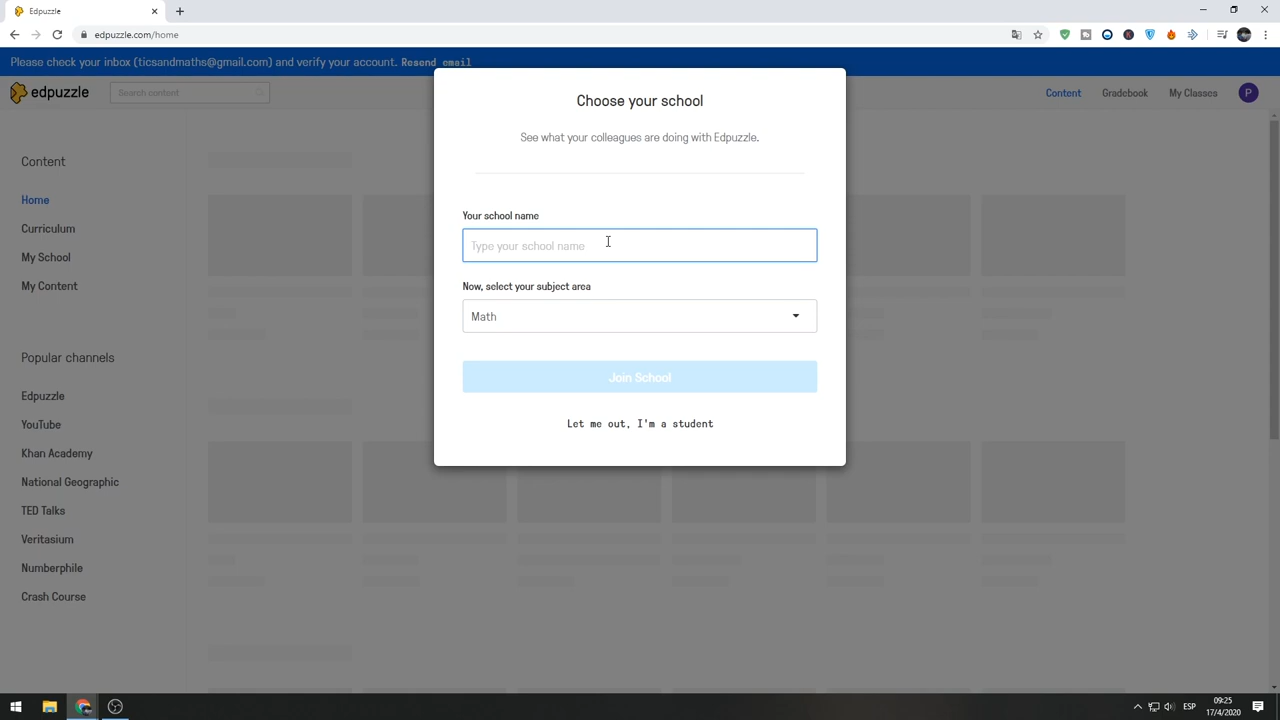 Edpuzzle
edpuzzle.com/home
Please check your inbox (ticsandmaths@gmail.com) and verify your account. Resend email
edpuzzle
Search content
Content
Gradebook
My Classes
P
Content
Home
Curriculum
My School
My Content
Popular channels
Edpuzzle
YouTube
Khan Academy
National Geographic
TED Talks
Veritasium
Numberphile
Crash Course
Choose your school
See what your colleagues are doing with Edpuzzle.
Your school name
Type your school name
Now, select your subject area
Math
Join School
Let me out, I'm a student
ESP
09:25
17/4/2020